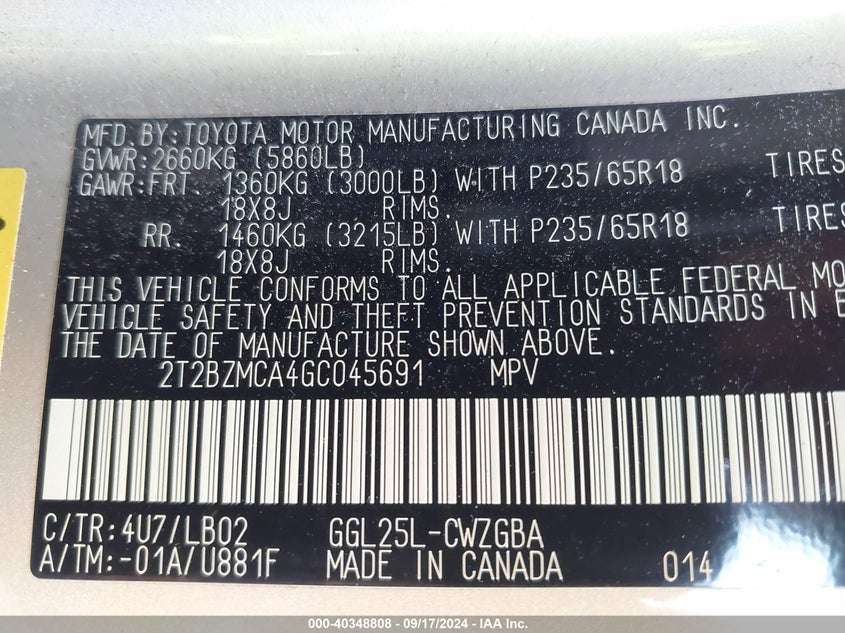 MFD.BY:TOYOTA MOTOR MANUFACTURING CANADA INC.
GVWR:2660KG (5860LB)
GAWR:FRT. 1360KG (3000LB) WITH P235/65R18 TIRES
18X8J RIMS.
RR. 1460KG (3215LB) WITH P235/65R18 TIRES
18X8J RIMS.
THIS VEHICLE CONFORMS TO ALL APPLICABLE FEDERAL MO
VEHICLE SAFETY AND THEFT PREVENTION STANDARDS IN E
THE DATE OF MANUFACTURE SHOWN ABOVE.
2T2BZMCA4GC045691 MPV
C/TR:4U7/LB02 GGL25L-CWZGBA
A/TM:-01A/U881F MADE IN CANADA 014
000-40348808 - 09/17/2024 - IAA Inc.